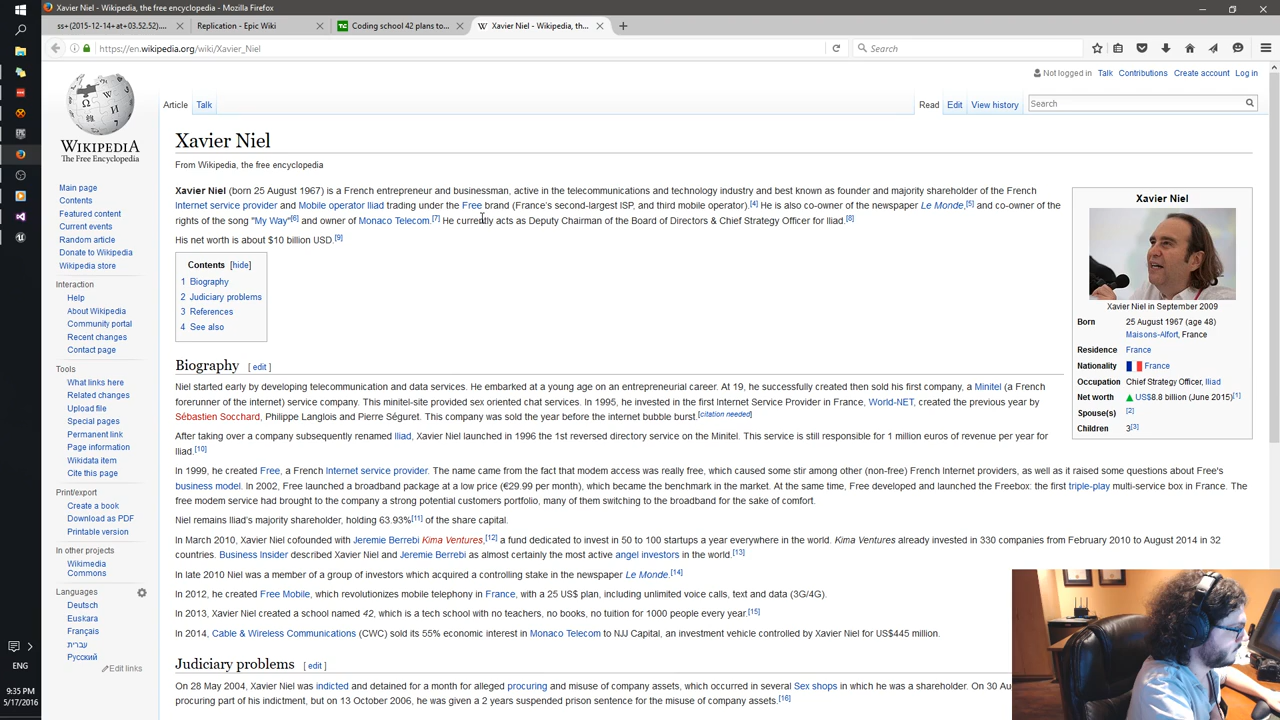 Xavier Niel - Wikipedia, the free encyclopedia - Mozilla Firefox
ss+(2015-12-14+at+03.52.52)....
Replication - Epic Wiki
Coding school 42 plans to...
Xavier Niel - Wikipedia, th...
https://en.wikipedia.org/wiki/Xavier_Niel
Search
Not logged in Talk Contributions Create account Log in
Article Talk
Read Edit View history
Search
WIKIPEDIA
The Free Encyclopedia
Main page
Contents
Featured content
Current events
Random article
Donate to Wikipedia
Wikipedia store
Interaction
Help
About Wikipedia
Community portal
Recent changes
Contact page
Tools
What links here
Related changes
Upload file
Special pages
Permanent link
Page information
Wikidata item
Cite this page
Print/export
Create a book
Download as PDF
Printable version
In other projects
Wikimedia
Commons
Languages
Deutsch
Euskara
Français
עברית
Русский
Edit links
Xavier Niel
From Wikipedia, the free encyclopedia
Xavier Niel (born 25 August 1967) is a French entrepreneur and businessman, active in the telecommunications and technology industry and best known as founder and majority shareholder of the French
Internet service provider and Mobile operator Iliad trading under the Free brand (France's second-largest ISP, and third mobile operator).[4] He is also co-owner of the newspaper Le Monde,[5] and co-owner of the
rights of the song "My Way"[6] and owner of Monaco Telecom.[7] He currently acts as Deputy Chairman of the Board of Directors & Chief Strategy Officer for Iliad.[8]
His net worth is about $10 billion USD.[9]
Contents [hide]
1 Biography
2 Judiciary problems
3 References
4 See also
Xavier Niel
Xavier Niel in September 2009
Born 25 August 1967 (age 48)
Maisons-Alfort, France
Residence France
Nationality France
Occupation Chief Strategy Officer, Iliad
Net worth ▲ US$8.8 billion (June 2015)[1]
Spouse(s) [2]
Children 3[3]
Biography [ edit ]
Niel started early by developing telecommunication and data services. He embarked at a young age on an entrepreneurial career. At 19, he successfully created then sold his first company, a Minitel (a French
forerunner of the internet) service company. This minitel-site provided sex oriented chat services. In 1995, he invested in the first Internet Service Provider in France, World-NET, created the previous year by
Sébastien Socchard, Philippe Langlois and Pierre Séguret. This company was sold the year before the internet bubble burst.[citation needed]
After taking over a company subsequently renamed Iliad, Xavier Niel launched in 1996 the 1st reversed directory service on the Minitel. This service is still responsible for 1 million euros of revenue per year for
Iliad.[10]
In 1999, he created Free, a French Internet service provider. The name came from the fact that modem access was really free, which caused some stir among other (non-free) French Internet providers, as well as it raised some questions about Free's
business model. In 2002, Free launched a broadband package at a low price (€29.99 per month), which became the benchmark in the market. At the same time, Free developed and launched the Freebox: the first triple-play multi-service box in France. The
free modem service had brought to the company a strong potential customers portfolio, many of them switching to the broadband for the sake of comfort.
Niel remains Iliad's majority shareholder, holding 63.93%[11] of the share capital.
In March 2010, Xavier Niel cofounded with Jeremie Berrebi Kima Ventures,[12] a fund dedicated to invest in 50 to 100 startups a year everywhere in the world. Kima Ventures already invested in 330 companies from February 2010 to August 2014 in 32
countries. Business Insider described Xavier Niel and Jeremie Berrebi as almost certainly the most active angel investors in the world.[13]
In late 2010 Niel was a member of a group of investors which acquired a controlling stake in the newspaper Le Monde.[14]
In 2012, he created Free Mobile, which revolutionizes mobile telephony in France, with a 25 US$ plan, including unlimited voice calls, text and data (3G/4G).
In 2013, Xavier Niel created a school named 42, which is a tech school with no teachers, no books, no tuition for 1000 people every year.[15]
In 2014, Cable & Wireless Communications (CWC) sold its 55% economic interest in Monaco Telecom to NJJ Capital, an investment vehicle controlled by Xavier Niel for US$445 million.
Judiciary problems [ edit ]
On 28 May 2004, Xavier Niel was indicted and detained for a month for alleged procuring and misuse of company assets, which occurred in several Sex shops in which he was a shareholder. On 30 Au
procuring part of his indictment, but on 13 October 2006, he was given a 2 years suspended prison sentence for the misuse of company assets.[16]
ENG
9:35 PM
5/17/2016